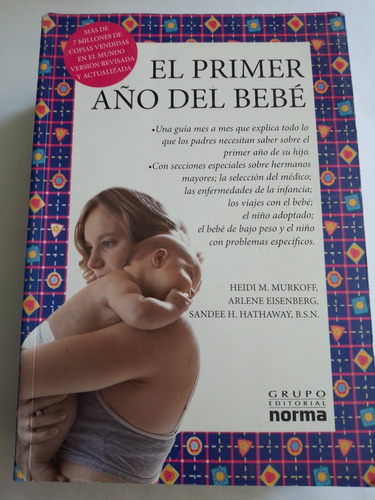 MÁS DE
7 MILLONES DE
COPIAS VENDIDAS
EN EL MUNDO
VERSIÓN REVISADA
Y ACTUALIZADA
EL PRIMER
AÑO DEL BEBÉ
•Una guía mes a mes que explica todo lo
que los padres necesitan saber sobre el
primer año de su hijo.
•Con secciones especiales sobre hermanos
mayores; la selección del médico;
las enfermedades de la infancia;
los viajes con el bebé;
el niño adoptado;
el bebé de bajo peso y el niño
con problemas específicos.
HEIDI M. MURKOFF,
ARLENE EISENBERG,
SANDEE H. HATHAWAY, B.S.N.
GRUPO
EDITORIAL
norma